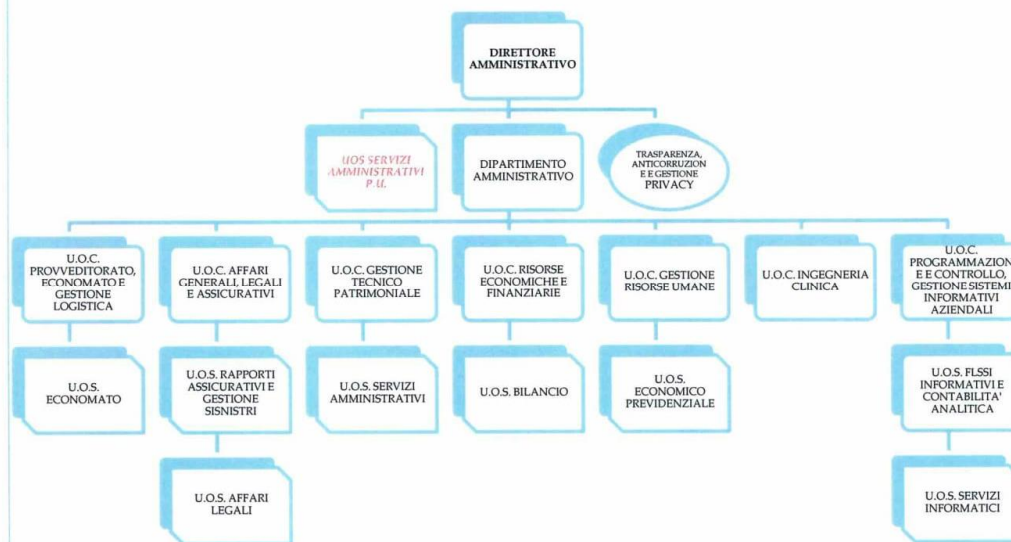 DIRETTORE
AMMINISTRATIVO
UOS SERVIZI
AMMINISTRATIVI
P.U.
DIPARTIMENTO
AMMINISTRATIVO
TRASPARENZA,
ANTICORRUZION
E E GESTIONE
PRIVACY
U.O.C.
PROVVEDITORATO,
ECONOMATO E
GESTIONE
LOGISTICA
U.O.C. AFFARI
GENERALI, LEGALI
E ASSICURATIVI
U.O.C. GESTIONE
TECNICO
PATRIMONIALE
U.O.C. RISORSE
ECONOMICHE E
FINANZIARIE
U.O.C. GESTIONE
RISORSE UMANE
U.O.C. INGEGNERIA
CLINICA
U.O.C.
PROGRAMMAZION
E E CONTROLLO,
GESTIONE SISTEMI
INFORMATIVI
AZIENDALI
U.O.S.
ECONOMATO
U.O.S. RAPPORTI
ASSICURATIVI E
GESTIONE
SISNISTRI
U.O.S. SERVIZI
AMMINISTRATIVI
U.O.S. BILANCIO
U.O.S.
ECONOMICO
PREVIDENZIALE
U.O.S. FLSSI
INFORMATIVI E
CONTABILITA'
ANALITICA
U.O.S. AFFARI
LEGALI
U.O.S. SERVIZI
INFORMATICI